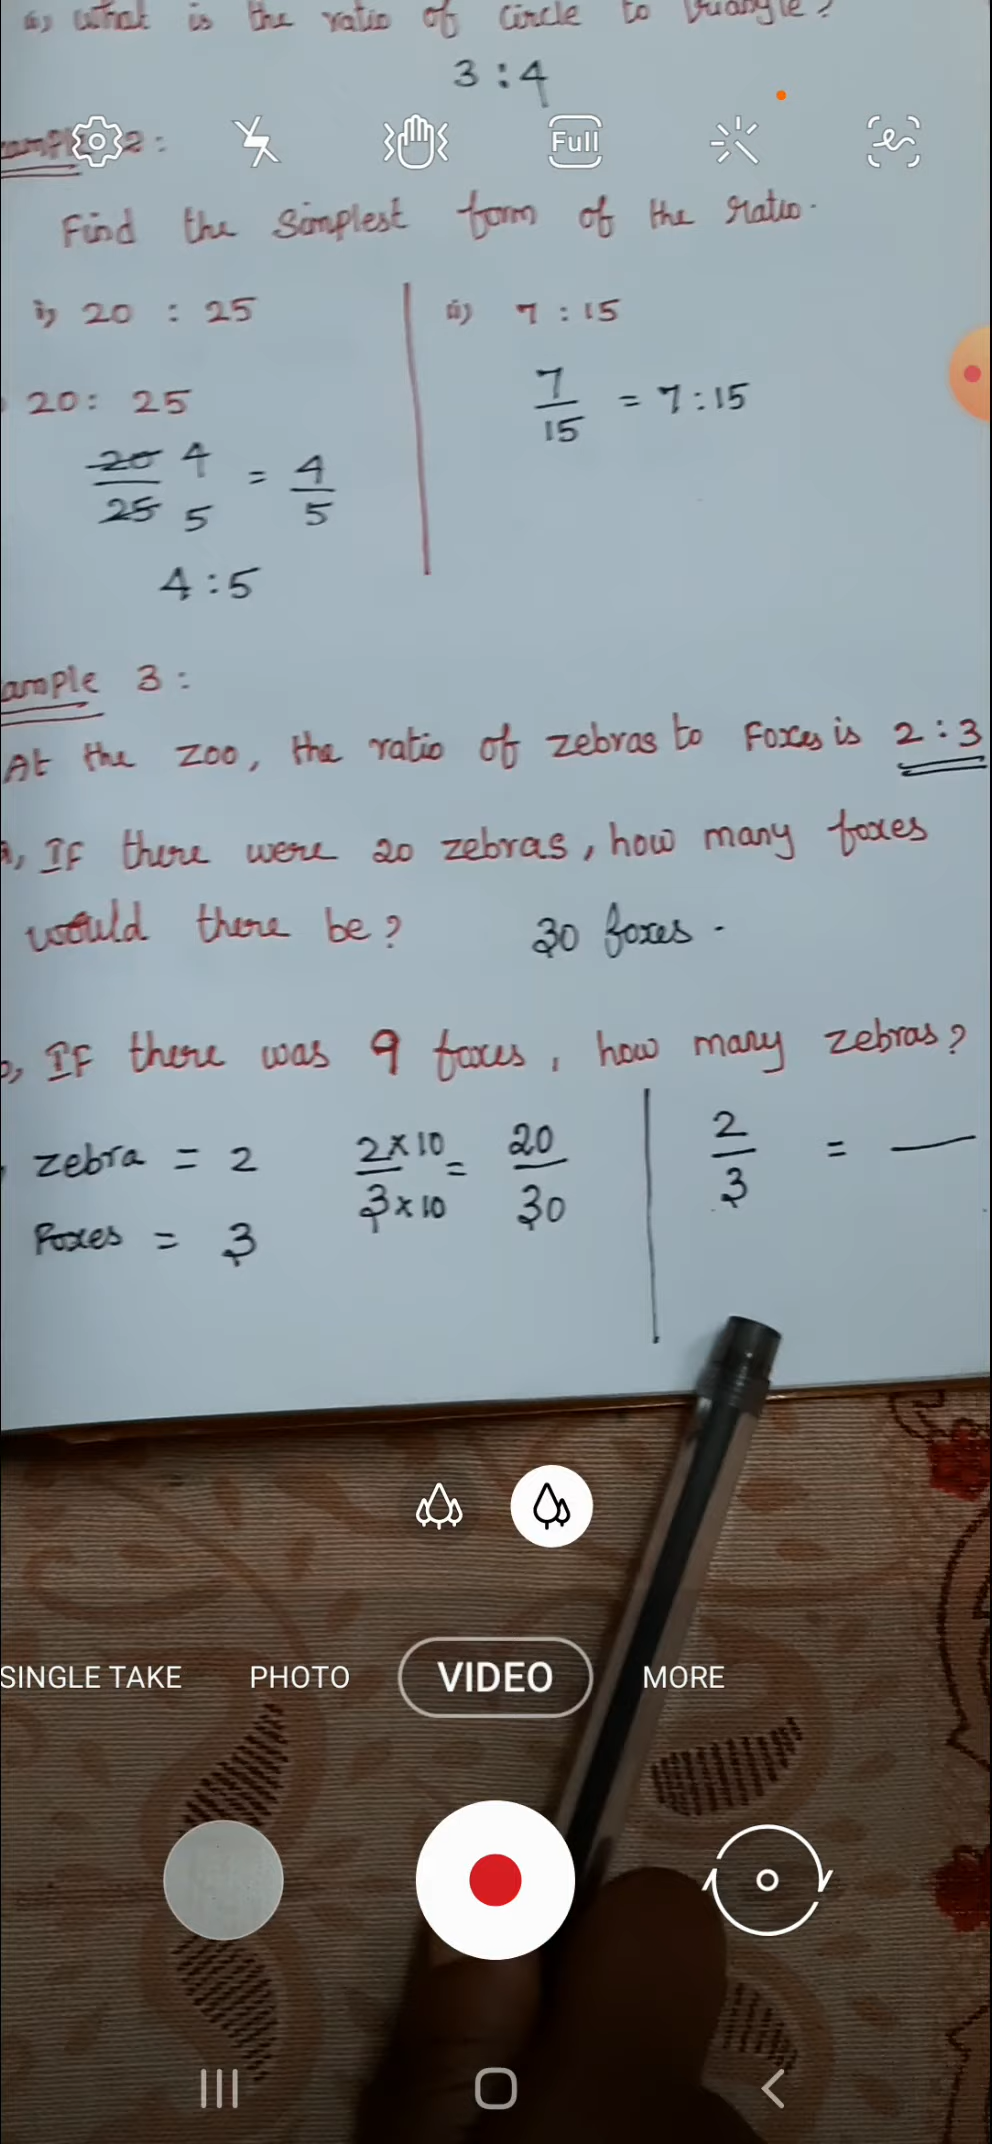 ii) What is the ratio of circle to triangle?
3 : 4
ample 2 :
Full
Find the Simplest form of the ratio.
i) 20 : 25
ii) 7 : 15
20 : 25
7/15 = 7 : 15
20/25 4/5 = 4/5
4 : 5
ample 3 :
At the zoo, the ratio of zebras to Foxes is 2 : 3
a, IF there were 20 zebras, how many foxes
would there be? 30 foxes.
b, IF there was 9 foxes, how many zebras?
zebra = 2
2×10/3×10 = 20/30
2/3 = —
Foxes = 3
SINGLE TAKE PHOTO VIDEO MORE